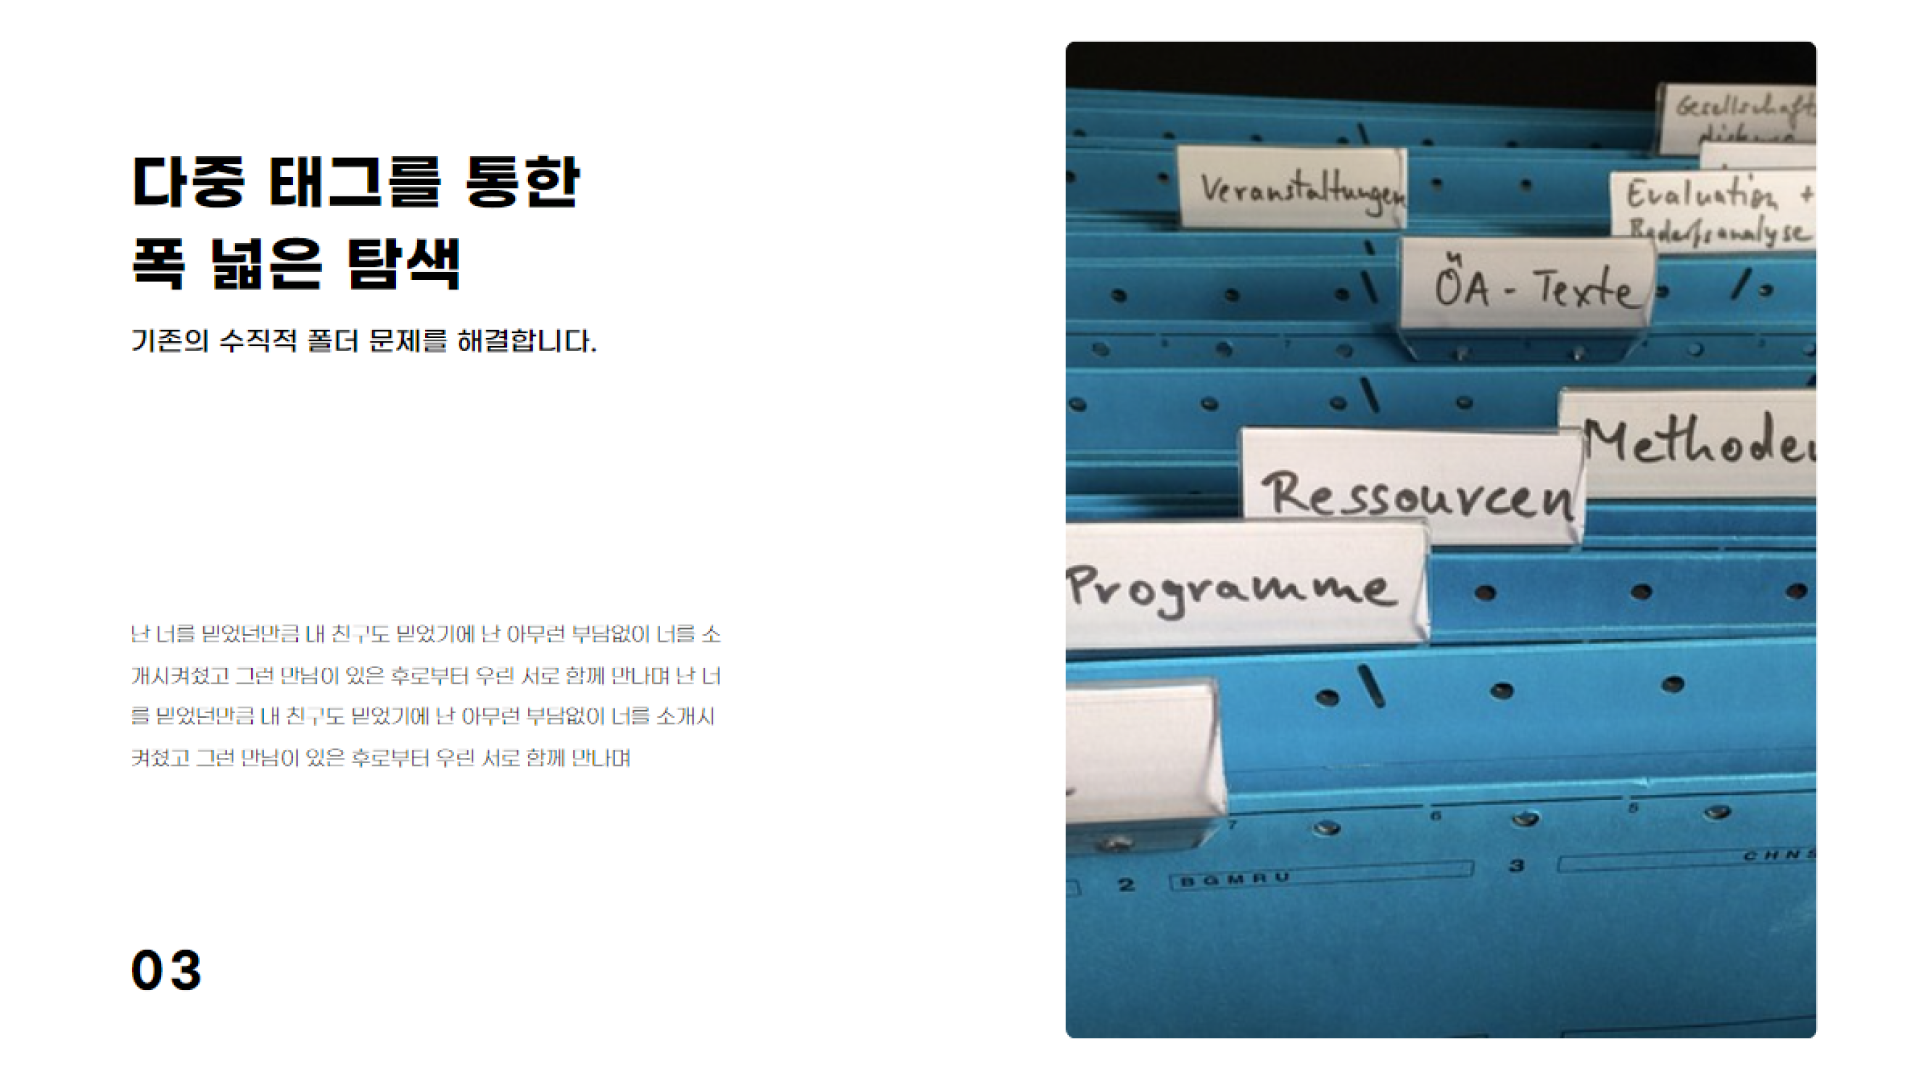 다중 태그를 통한
폭 넓은 탐색
기존의 수직적 폴더 문제를 해결합니다.
난 너를 믿었던만큼 내 친구도 믿었기에 난 아무런 부담없이 너를 소
개시켜줬고 그런 만남이 있은 후로부터 우린 서로 함께 만나며 난 너
를 믿었던만큼 내 친구도 믿었기에 난 아무런 부담없이 너를 소개시
켜줬고 그런 만남이 있은 후로부터 우린 서로 함께 만나며
03
Gesellschafts
Veranstaltungen
Evaluation +
Bedarfsanalyse
ÖA - Texte
Methoden
Ressourcen
Programme
7 6 5
2 BGMRU 3 CHNS